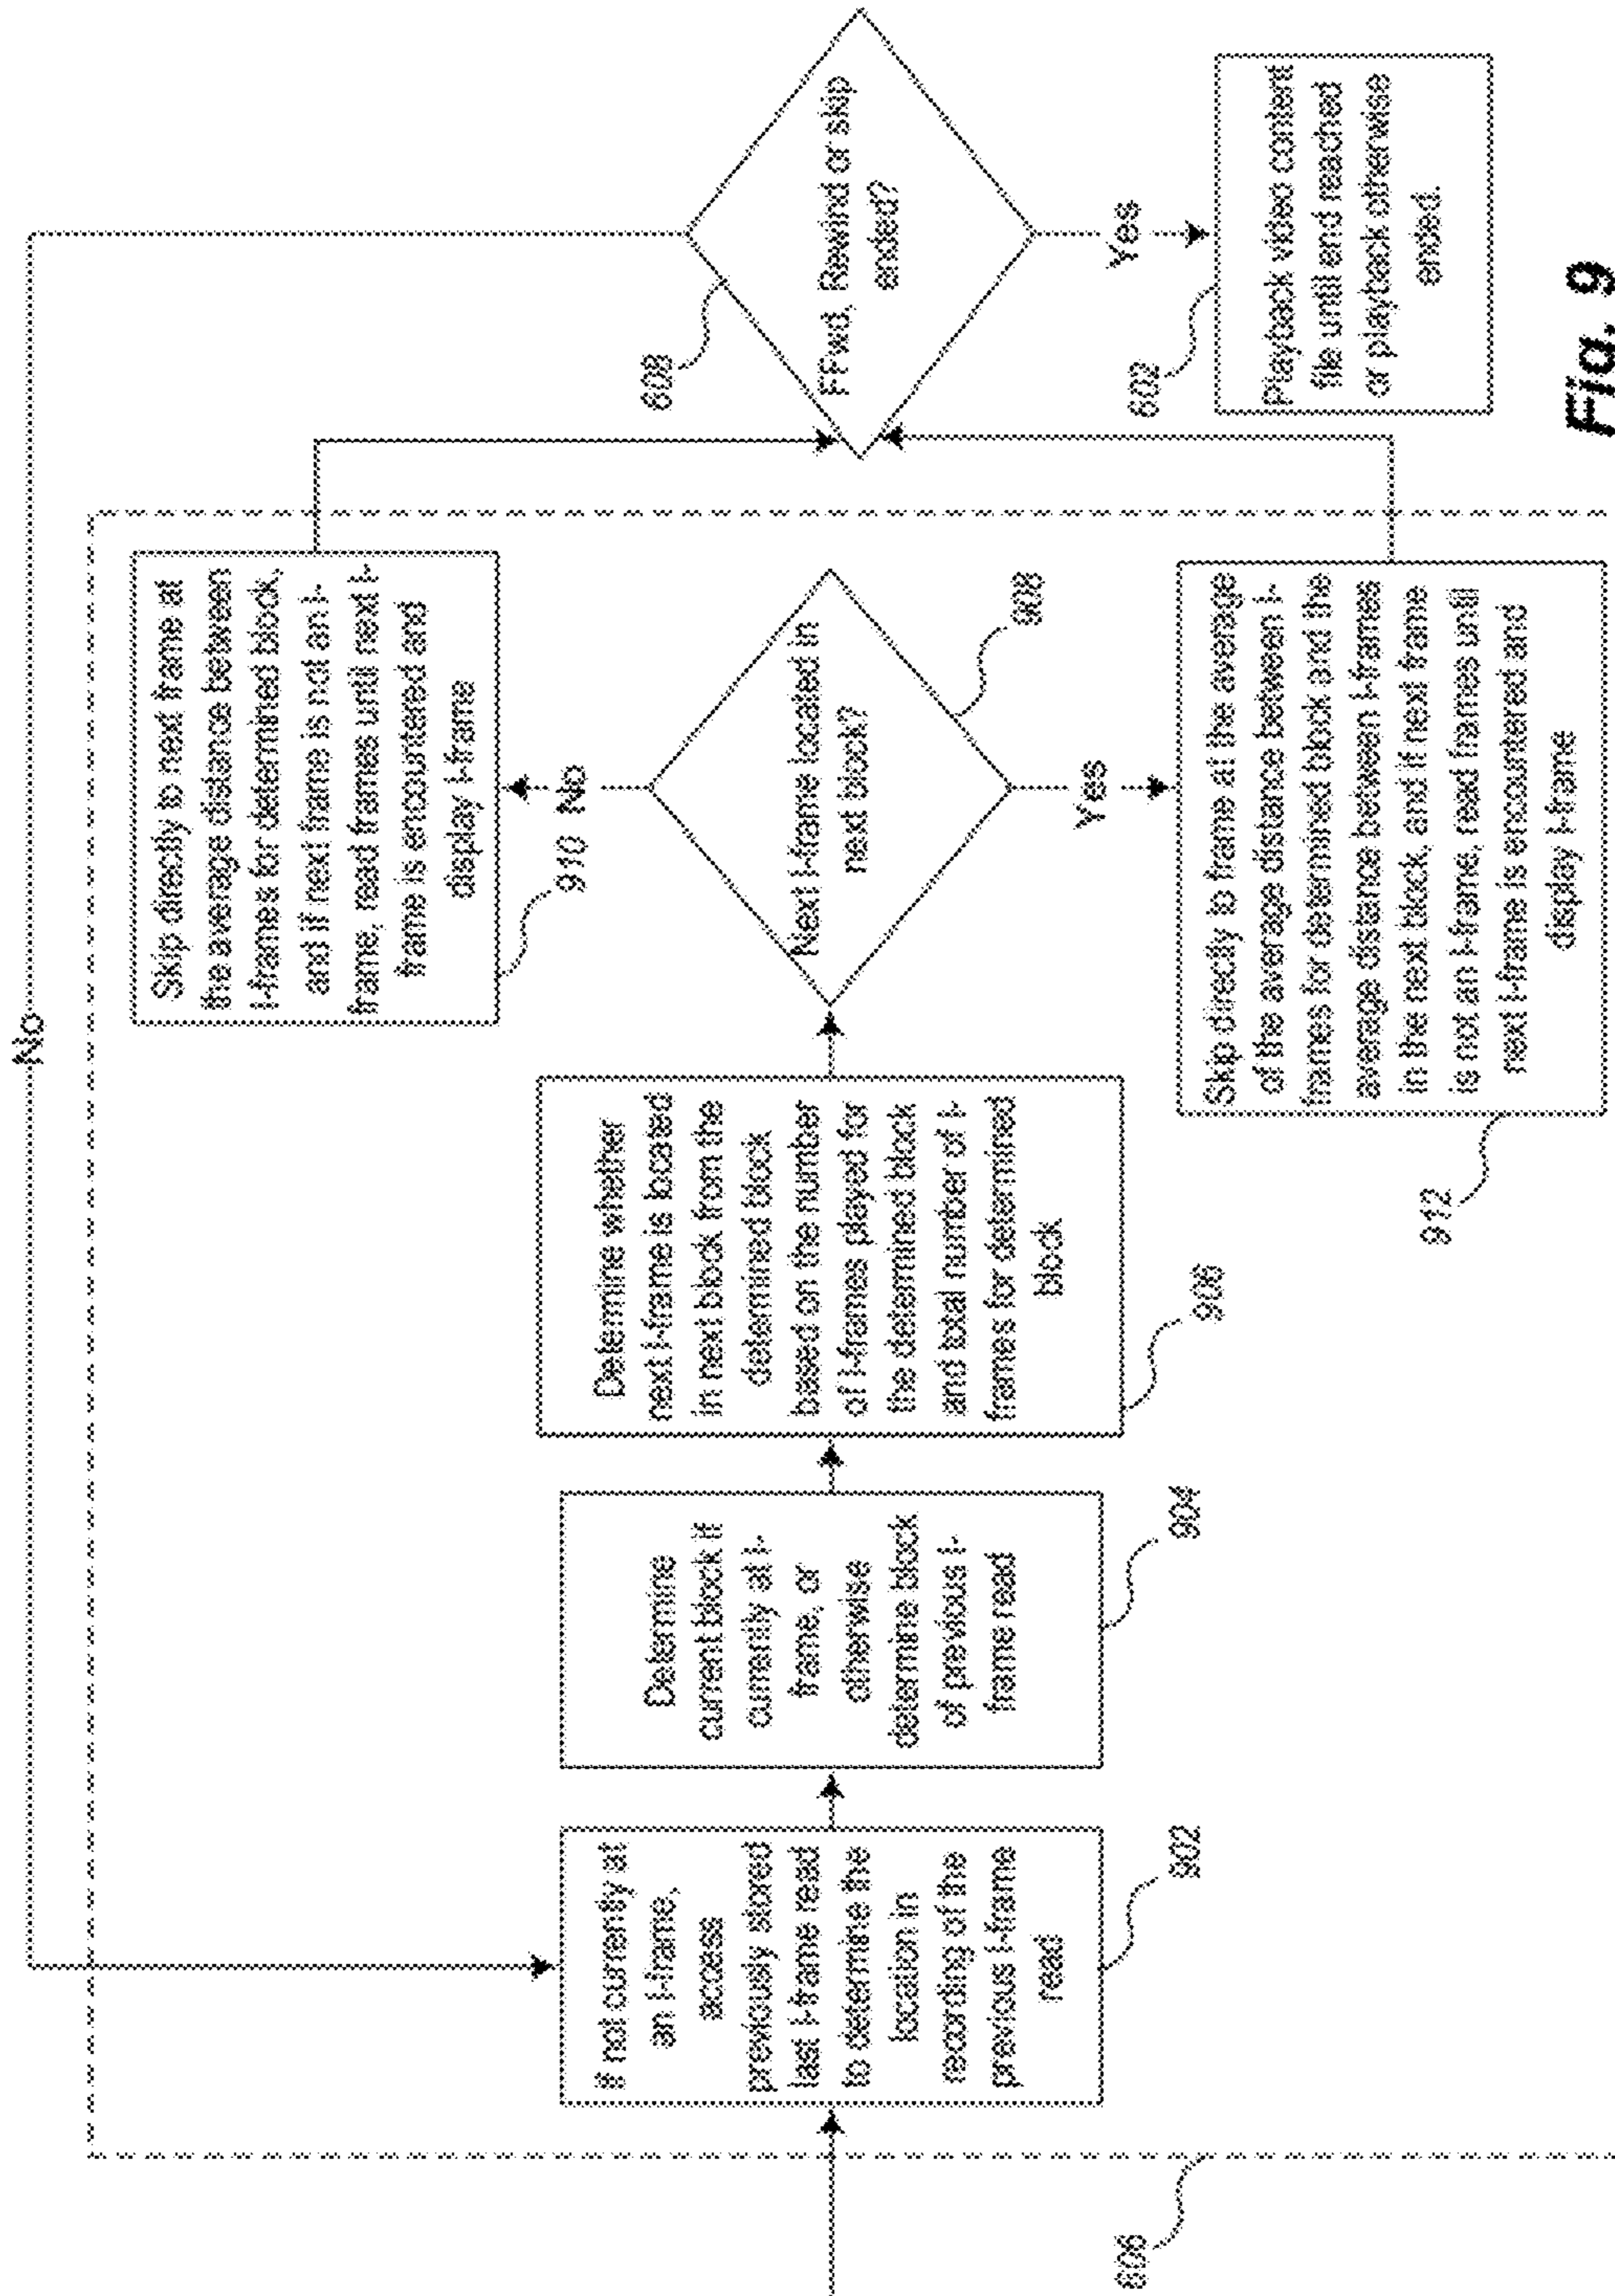 No
If not currently at
an I-frame,
access
previously stored
last I-frame read
to determine the
location in
recording of the
previous I-frame
read
902
Determine
current block if
currently at I-
frame, or
otherwise
determine block
of previous I-
frame read
904
Determine whether
next I-frame is located
in next block from the
determined block
based on the number
of I-frames played for
the determined block
and total number of I-
frames for determined
block
906
Next I-frame located in
next block?
908
910
No
Skip directly to next frame at
the average distance between
I-frames for determined block,
and if next frame is not an I-
frame, read frames until next I-
frame is encountered and
display I-frame
Yes
Skip directly to frame at the average
of the average distance between I-
frames for determined block and the
average distance between I-frames
in the next block, and if next frame
is not an I-frame, read frames until
next I-frame is encountered and
display I-frame
912
FFwd, Rewind or skip
ended?
608
Yes
Playback video content
file until end reached
or playback otherwise
ended.
602
606
Fig. 9